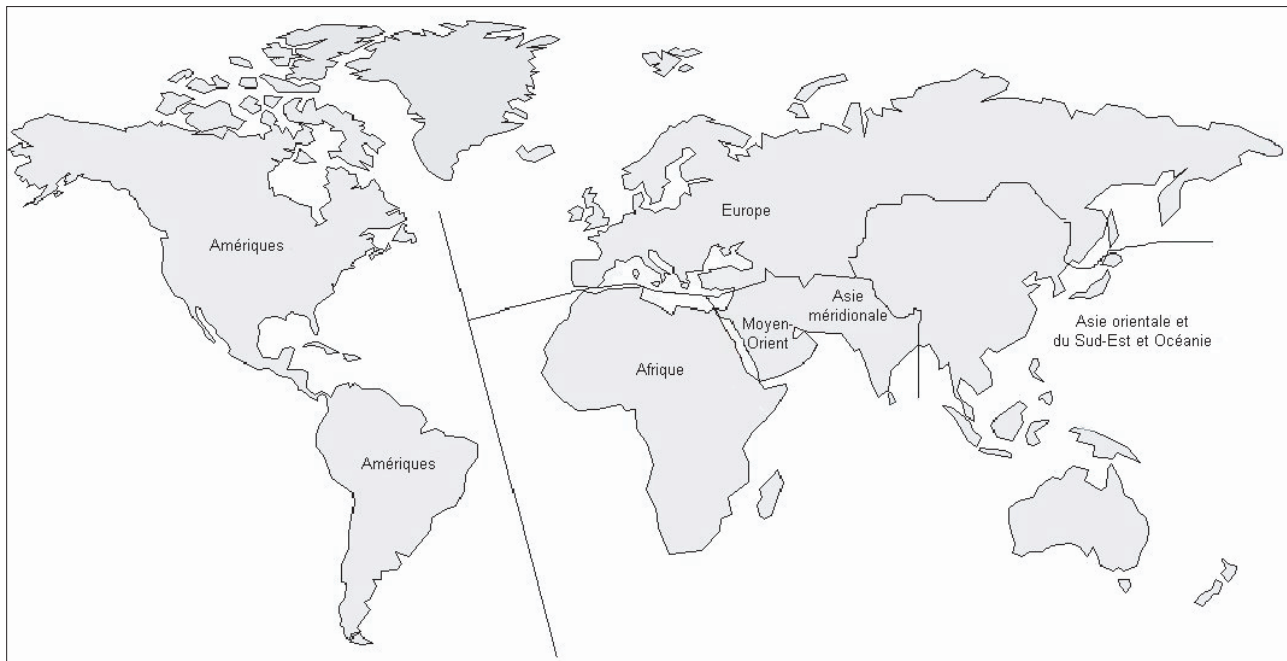 Europe
Amériques
Asie
méridionale
Moyen-
Orient
Asie orientale et
du Sud-Est et Océanie
Afrique
Amériques